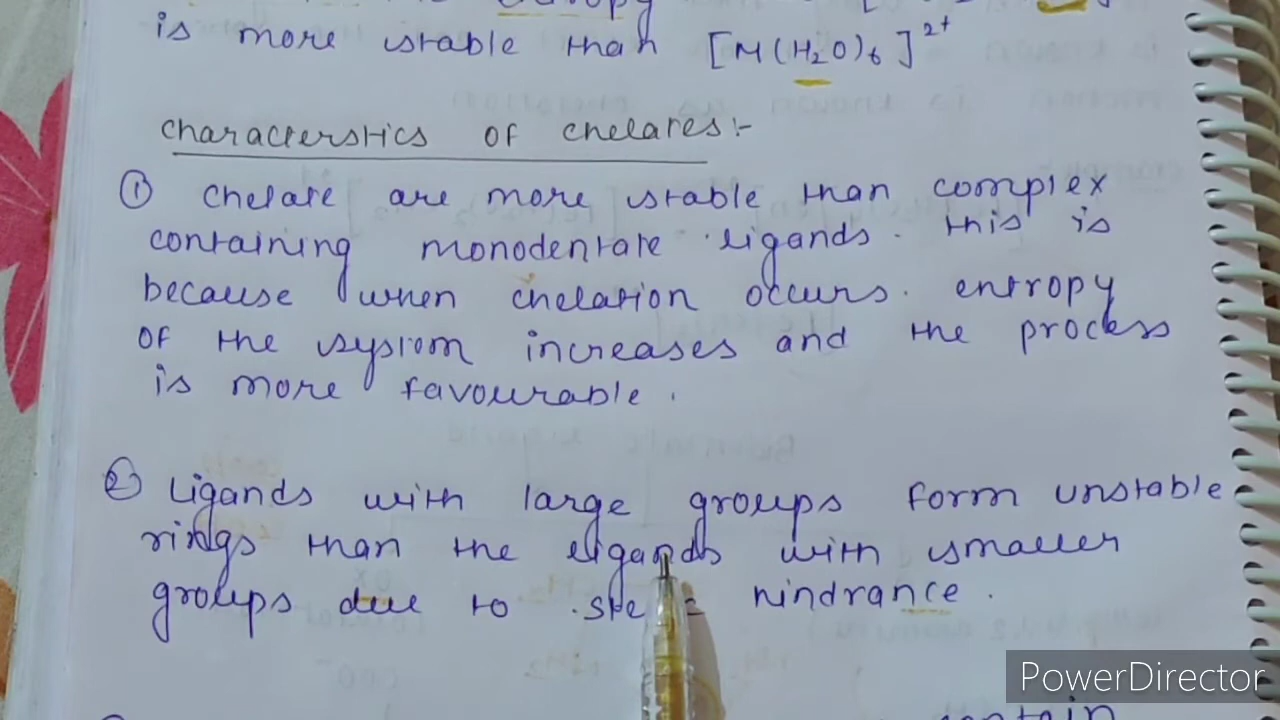 is more stable than [M(H₂O)₆]²⁺
characterstics of chelates:-
① chelate are more stable than complex
containing monodentate ligands. this is
because when chelation occurs. entropy
of the system increases and the process
is more favourable.
② Ligands with large groups form unstable
rings than the ligands with smaller
groups due to hindrance.
contain
PowerDirector